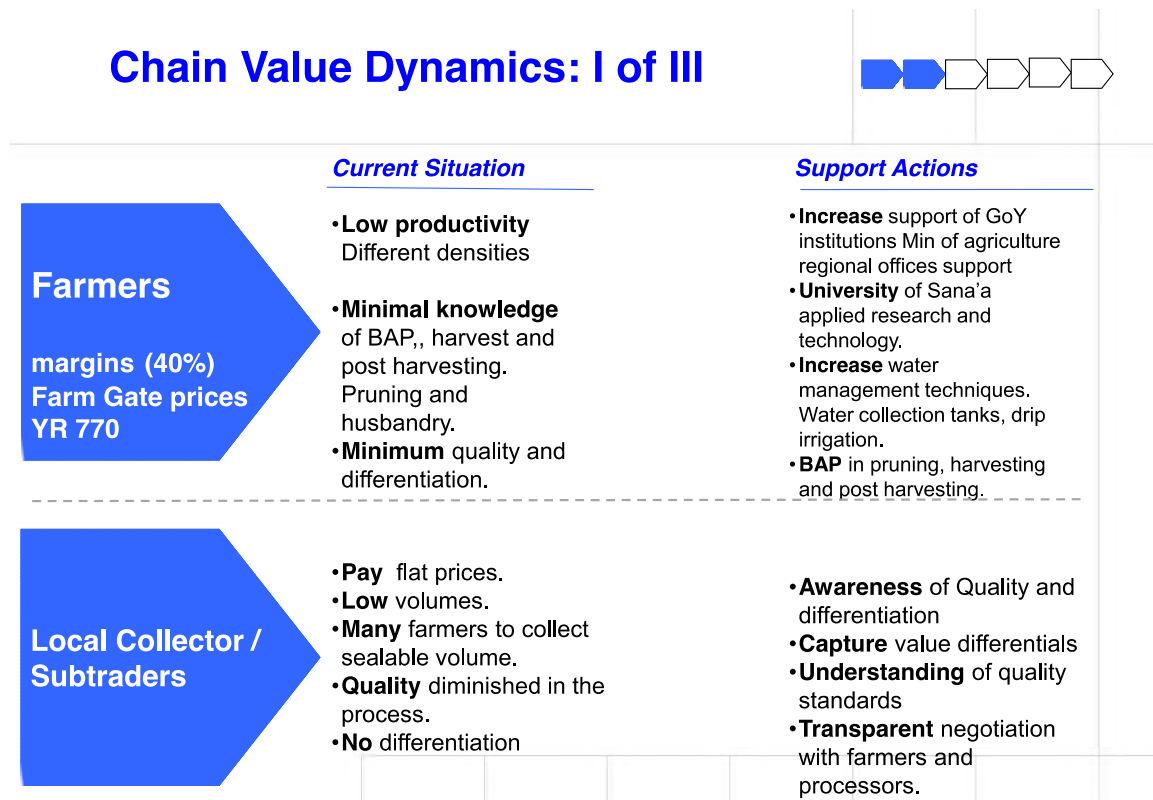 Chain Value Dynamics: I of III
Current Situation
Support Actions
Farmers
margins (40%)
Farm Gate prices
YR 770
•Low productivity
Different densities
•Minimal knowledge
of BAP,, harvest and
post harvesting.
Pruning and
husbandry.
•Minimum quality and
differentiation.
•Increase support of GoY
institutions Min of agriculture
regional offices support
•University of Sana’a
applied research and
technology.
•Increase water
management techniques.
Water collection tanks, drip
irrigation.
•BAP in pruning, harvesting
and post harvesting.
Local Collector /
Subtraders
•Pay flat prices.
•Low volumes.
•Many farmers to collect
sealable volume.
•Quality diminished in the
process.
•No differentiation
•Awareness of Quality and
differentiation
•Capture value differentials
•Understanding of quality
standards
•Transparent negotiation
with farmers and
processors.